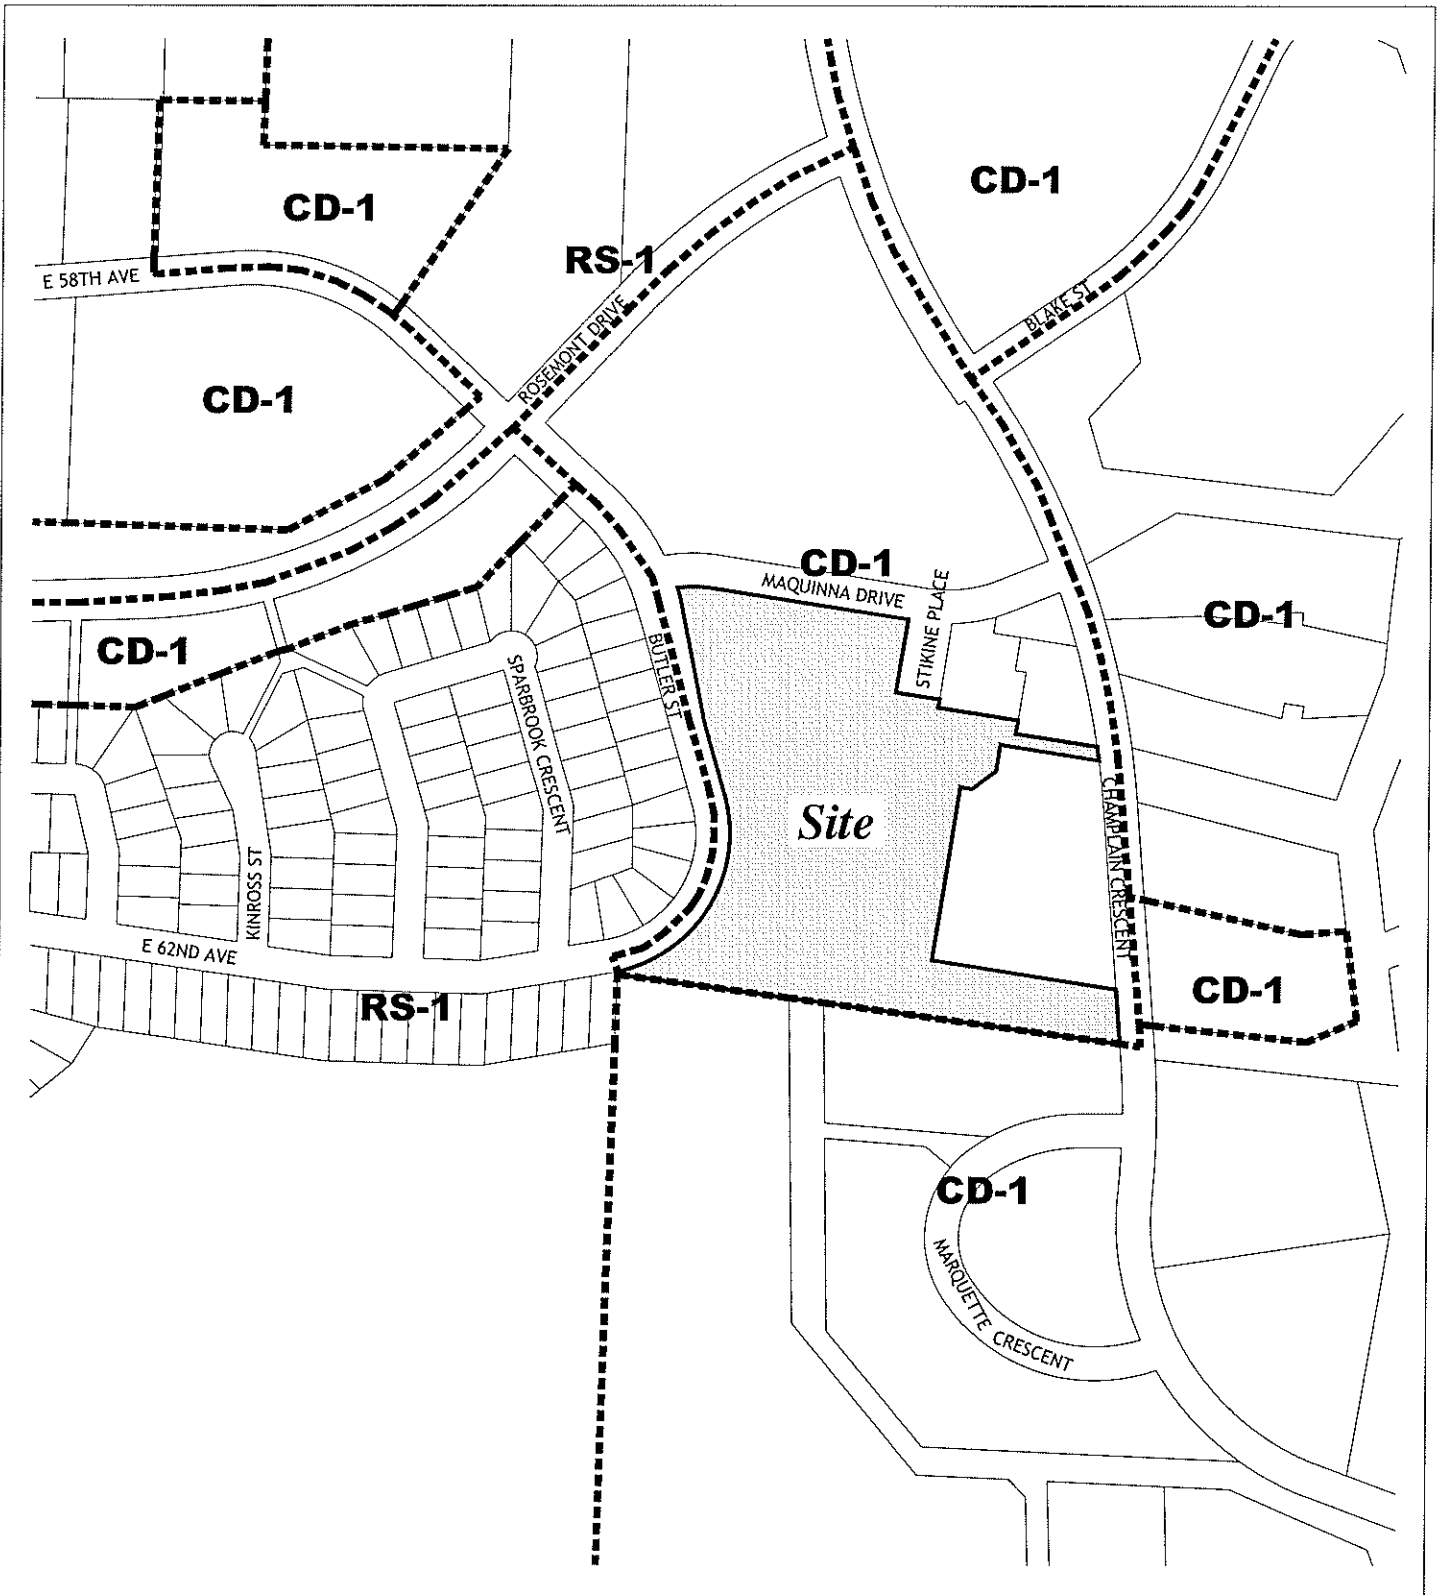 CD-1
CD-1
RS-1
E 58TH AVE
BLAKE ST
ROSEMONT DRIVE
CD-1
CD-1
MAQUINNA DRIVE
STIKINE PLACE
CD-1
CD-1
BUTLER ST
SPARBROOK CRESCENT
Site
CHAMPLAIN CRESCENT
KINROSS ST
E 62ND AVE
CD-1
RS-1
CD-1
MARQUETTE CRESCENT